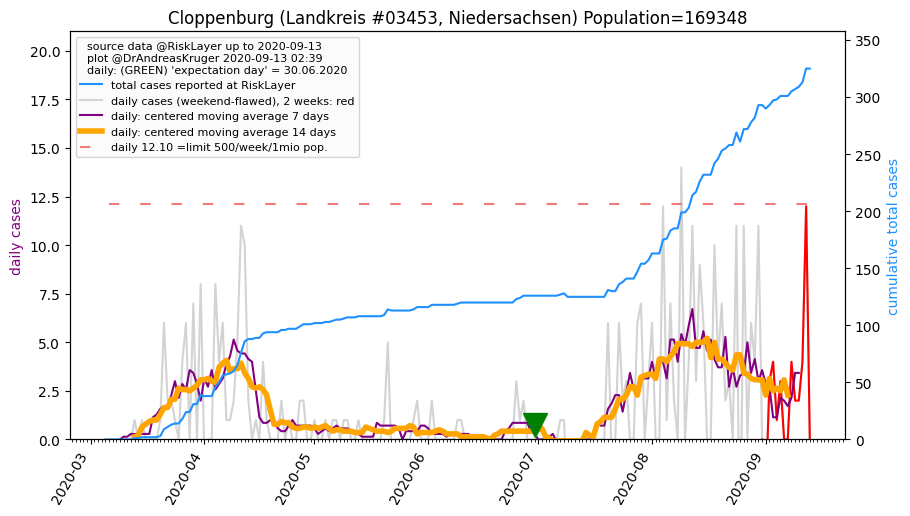 Cloppenburg (Landkreis #03453, Niedersachsen) Population=169348
source data @RiskLayer up to 2020-09-13
plot @DrAndreasKruger 2020-09-13 02:39
daily: (GREEN) 'expectation day' = 30.06.2020
total cases reported at RiskLayer
daily cases (weekend-flawed), 2 weeks: red
daily: centered moving average 7 days
daily: centered moving average 14 days
daily 12.10 =limit 500/week/1mio pop.
daily cases
20.0
17.5
15.0
12.5
10.0
7.5
5.0
2.5
0.0
350
300
250
200
150
100
50
0
cumulative total cases
2020-03
2020-04
2020-05
2020-06
2020-07
2020-08
2020-09